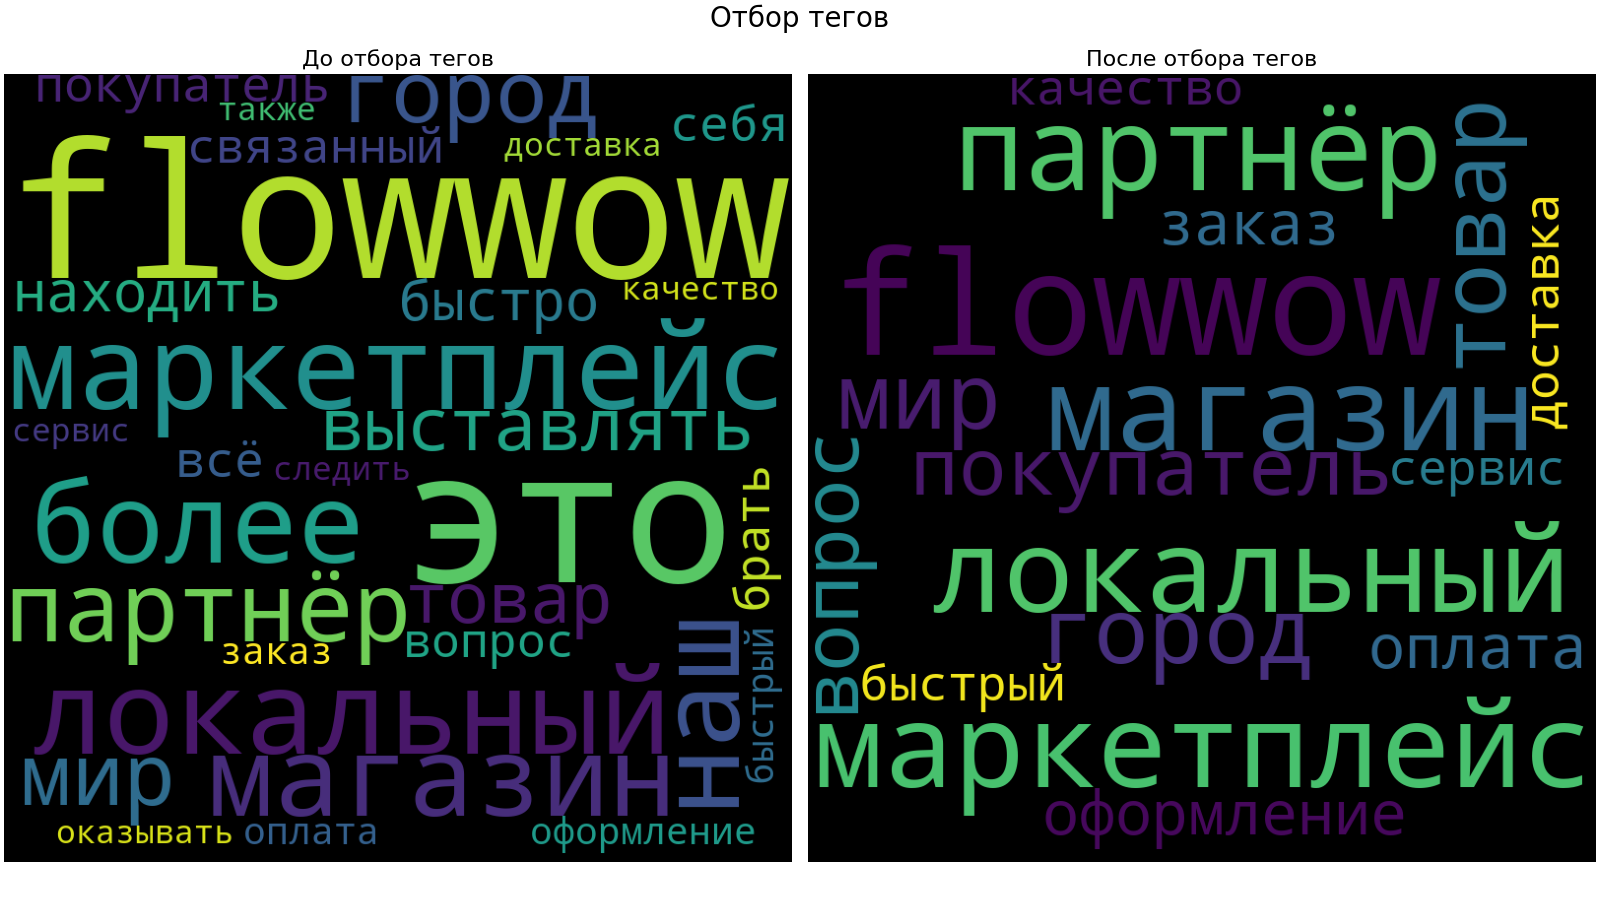 Отбор тегов
До отбора тегов
покупатель
город
также
себя
связанный
доставка
flowwow
находить
быстро
качество
маркетплейс
выставлять
сервис
всё
следить
более
это
брать
партнёр
товар
вопрос
заказ
наш
быстрый
локальный
мир
магазин
оказывать
оплата
оформление
После отбора тегов
качество
партнёр
товар
заказ
доставка
flowwow
мир
магазин
покупатель
сервис
вопрос
локальный
город
оплата
быстрый
маркетплейс
оформление